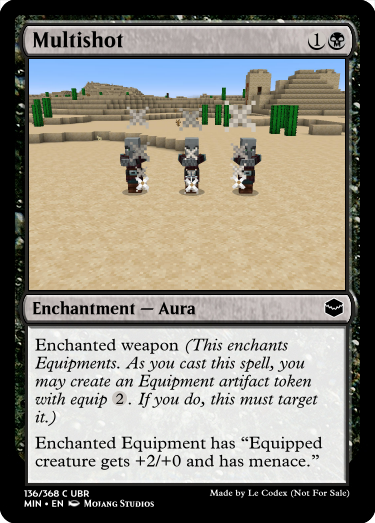 Multishot 1
Enchantment — Aura
Enchanted weapon (This enchants
Equipments. As you cast this spell, you
may create an Equipment artifact token
with equip 2. If you do, this must target
it.)
Enchanted Equipment has “Equipped
creature gets +2/+0 and has menace.”
136/368 C UBR
MIN • EN Mojang Studios
Made by Le Codex (Not For Sale)